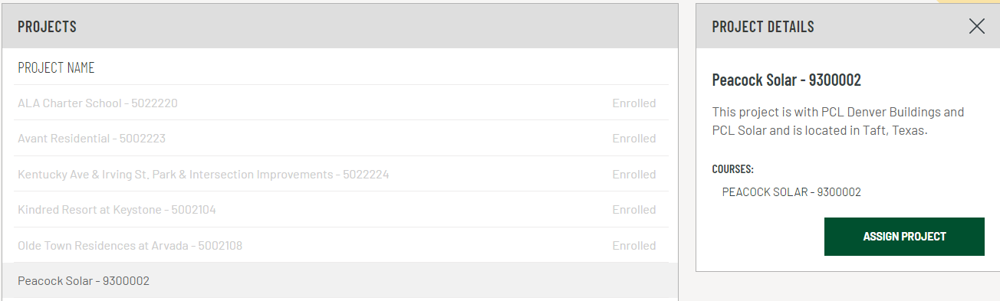 PROJECTS
PROJECT NAME
ALA Charter School - 5022220 Enrolled
Avant Residential - 5002223 Enrolled
Kentucky Ave & Irving St. Park & Intersection Improvements - 5022224 Enrolled
Kindred Resort at Keystone - 5002104 Enrolled
Olde Town Residences at Arvada - 5002108 Enrolled
Peacock Solar - 9300002
PROJECT DETAILS
Peacock Solar - 9300002
This project is with PCL Denver Buildings and
PCL Solar and is located in Taft, Texas.
COURSES:
PEACOCK SOLAR - 9300002
ASSIGN PROJECT